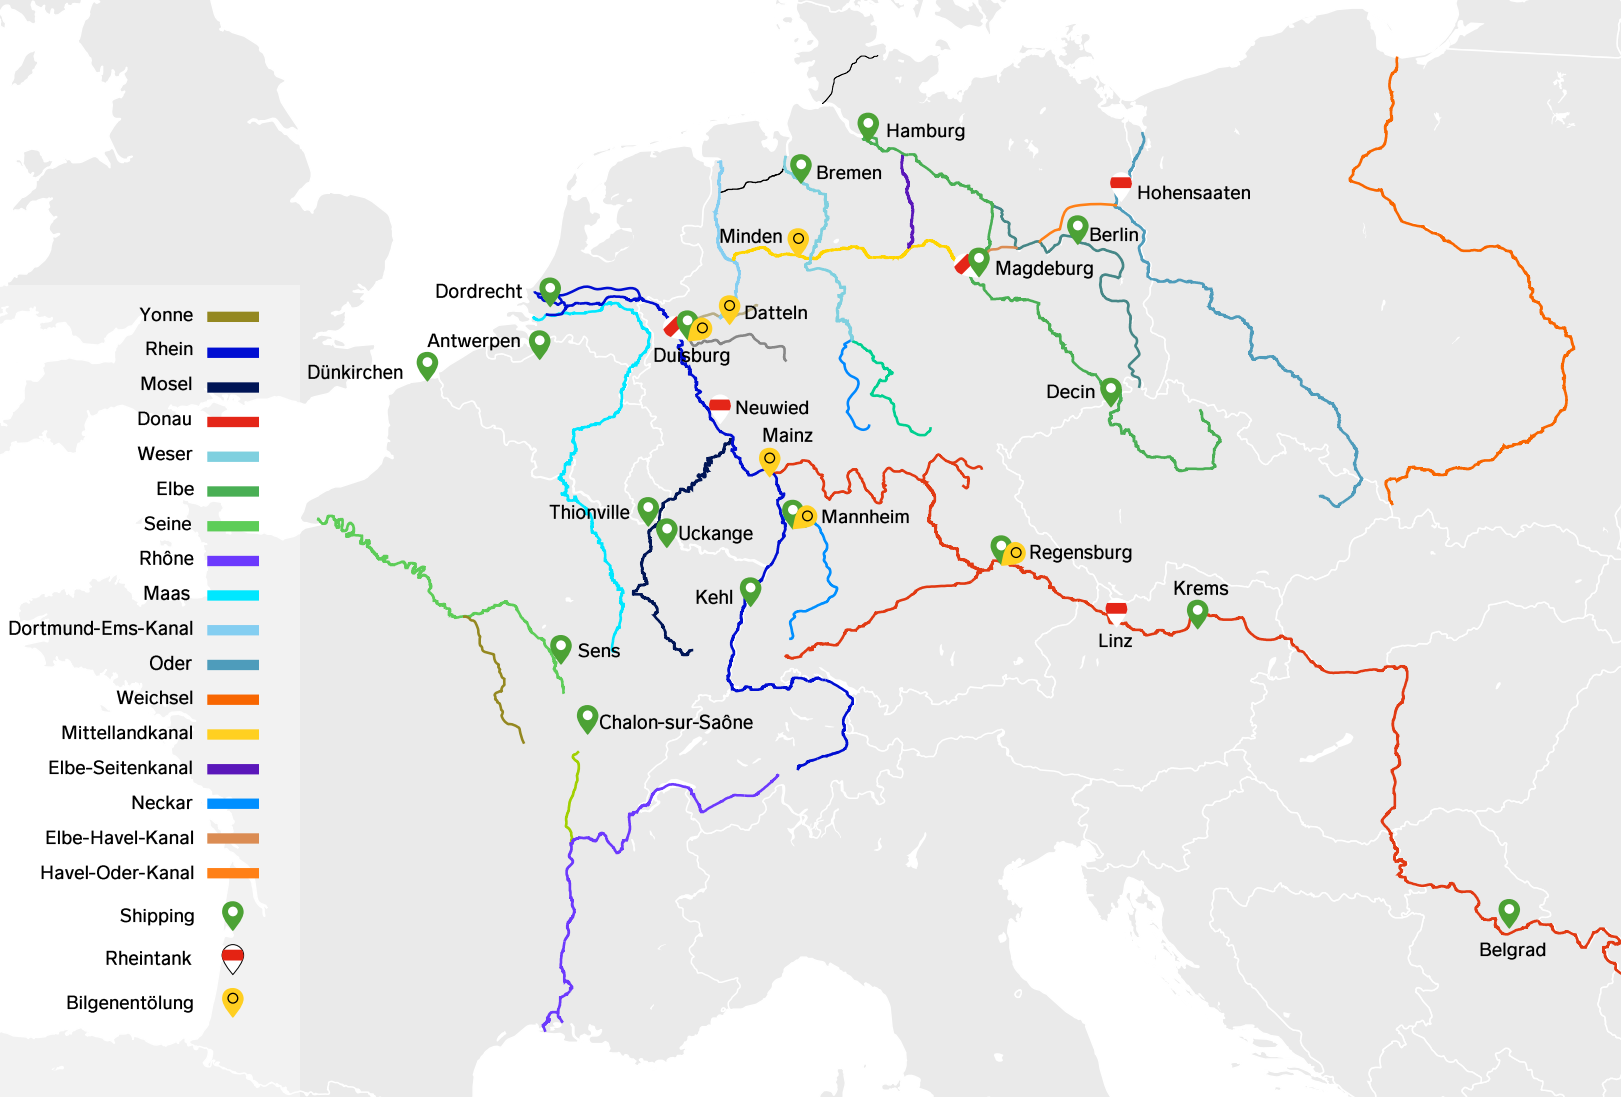 Hamburg
Bremen
Hohensaaten
Minden
Berlin
Magdeburg
Dordrecht
Datteln
Antwerpen
Duisburg
Dünkirchen
Decin
Neuwied
Mainz
Thionville
Mannheim
Uckange
Regensburg
Kehl
Krems
Linz
Sens
Chalon-sur-Saône
Belgrad
Yonne
Rhein
Mosel
Donau
Weser
Elbe
Seine
Rhône
Maas
Dortmund-Ems-Kanal
Oder
Weichsel
Mittellandkanal
Elbe-Seitenkanal
Neckar
Elbe-Havel-Kanal
Havel-Oder-Kanal
Shipping
Rheintank
Bilgenentölung